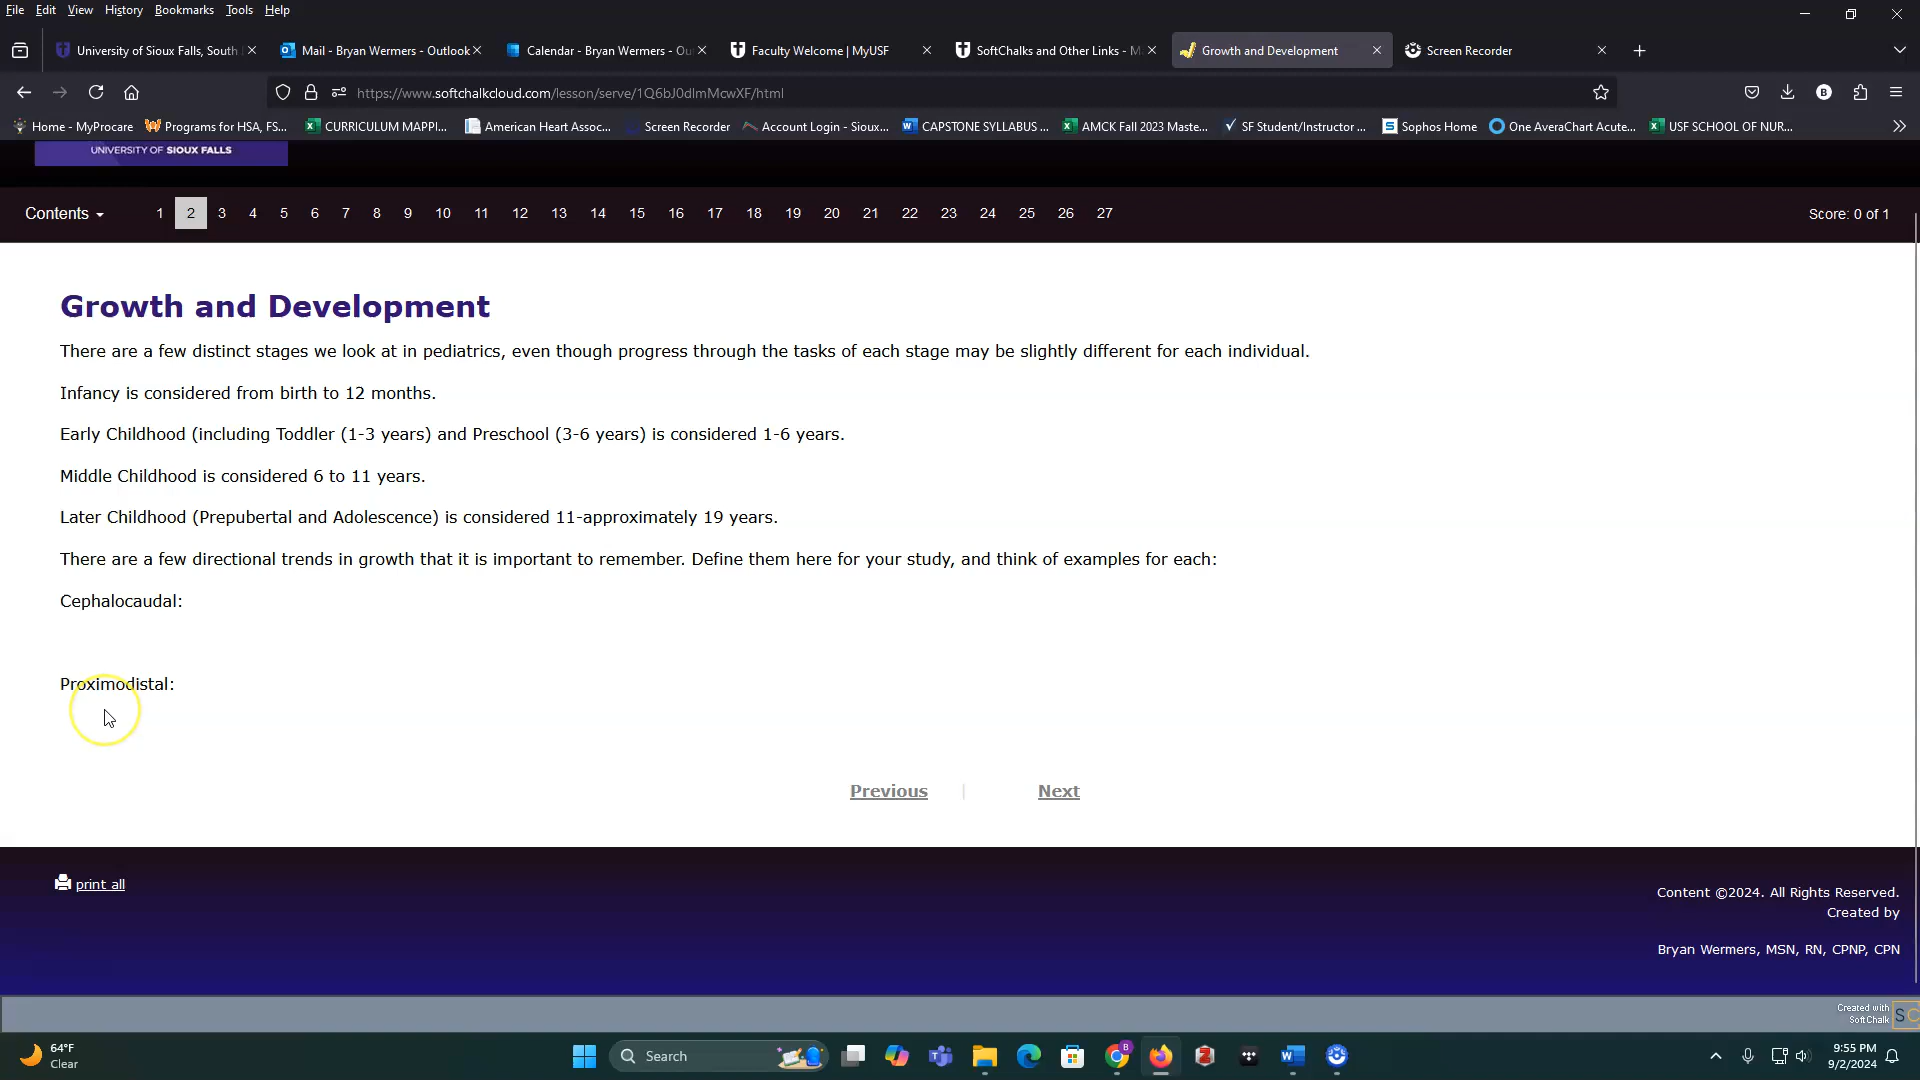 File Edit View History Bookmarks Tools Help
University of Sioux Falls, South
Mail - Bryan Wermers - Outlook
Calendar - Bryan Wermers - Ou
Faculty Welcome | MyUSF
SoftChalks and Other Links - M
Growth and Development
Screen Recorder
https://www.softchalkcloud.com/lesson/serve/1Q6bJ0dlmMcwXF/html
B
Home - MyProcare
Programs for HSA, FS...
CURRICULUM MAPPI...
American Heart Assoc...
Screen Recorder
Account Login - Sioux...
CAPSTONE SYLLABUS ...
AMCK Fall 2023 Maste...
SF Student/Instructor ...
Sophos Home
One AveraChart Acute...
USF SCHOOL OF NUR...
UNIVERSITY OF SIOUX FALLS
Contents 1 2 3 4 5 6 7 8 9 10 11 12 13 14 15 16 17 18 19 20 21 22 23 24 25 26 27 Score: 0 of 1
Growth and Development
There are a few distinct stages we look at in pediatrics, even though progress through the tasks of each stage may be slightly different for each individual.
Infancy is considered from birth to 12 months.
Early Childhood (including Toddler (1-3 years) and Preschool (3-6 years) is considered 1-6 years.
Middle Childhood is considered 6 to 11 years.
Later Childhood (Prepubertal and Adolescence) is considered 11-approximately 19 years.
There are a few directional trends in growth that it is important to remember. Define them here for your study, and think of examples for each:
Cephalocaudal:
Proximodistal:
Previous | Next
print all
Content ©2024. All Rights Reserved.
Created by
Bryan Wermers, MSN, RN, CPNP, CPN
Created with
SoftChalk
SC
64°F
Clear
Search
B
9:55 PM
9/2/2024